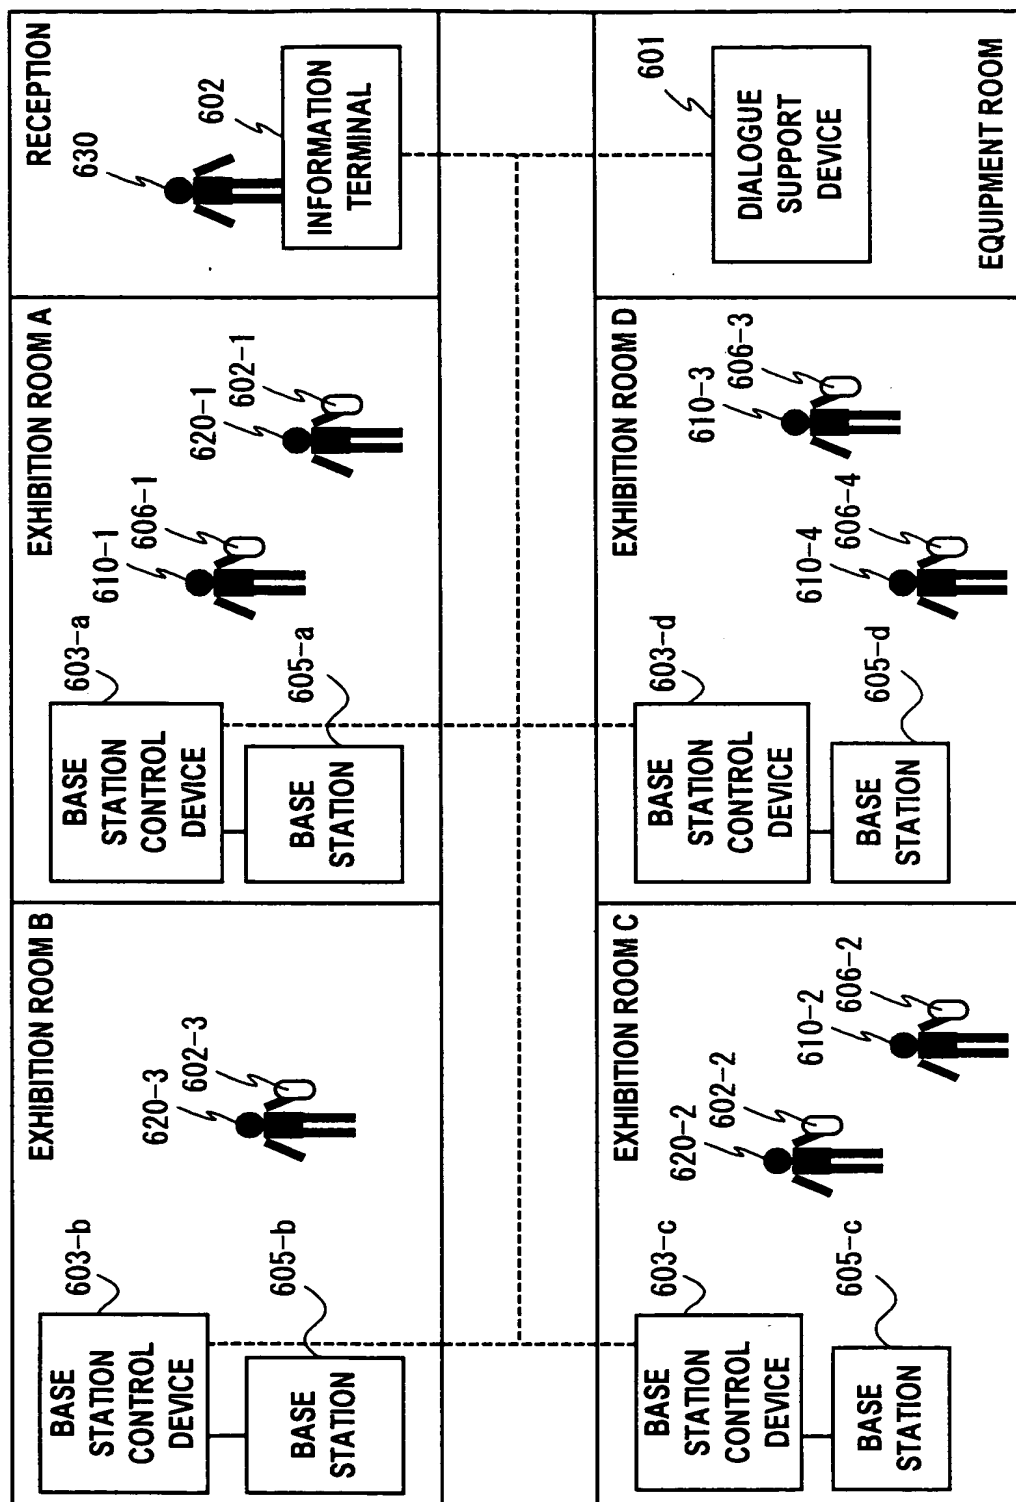 EXHIBITION ROOM B
603-b
BASE
STATION
CONTROL
DEVICE
605-b
BASE
STATION
620-3
602-3
EXHIBITION ROOM A
603-a
BASE
STATION
CONTROL
DEVICE
605-a
BASE
STATION
610-1
606-1
620-1
602-1
RECEPTION
630
602
INFORMATION
TERMINAL
EXHIBITION ROOM C
603-c
BASE
STATION
CONTROL
DEVICE
605-c
BASE
STATION
620-2
602-2
610-2
606-2
EXHIBITION ROOM D
603-d
BASE
STATION
CONTROL
DEVICE
605-d
BASE
STATION
610-3
606-3
610-4
606-4
601
DIALOGUE
SUPPORT
DEVICE
EQUIPMENT ROOM